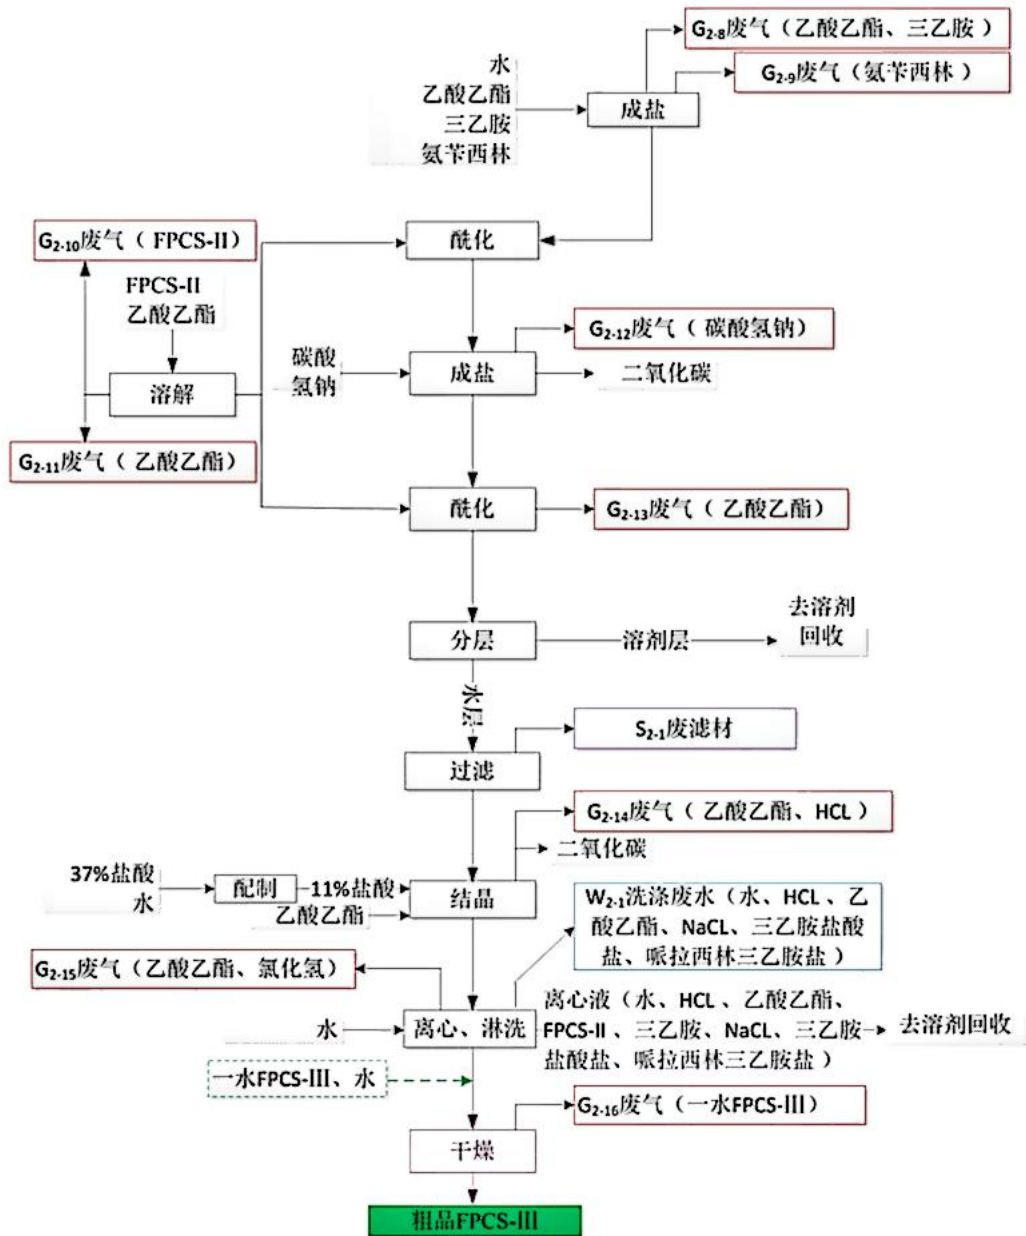 G2-8废气（乙酸乙酯、三乙胺）
水
乙酸乙酯
三乙胺
氨苄西林
成盐
G2-9废气（氨苄西林）
G2-10废气（FPCS-II）
酰化
FPCS-II
乙酸乙酯
溶解
G2-11废气（乙酸乙酯）
碳酸
氢钠
成盐
G2-12废气（碳酸氢钠）
二氧化碳
酰化
G2-13废气（乙酸乙酯）
分层
溶剂层
去溶剂
回收
水层
过滤
S2-1废滤材
G2-14废气（乙酸乙酯、HCL）
二氧化碳
37%盐酸
水
配制
11%盐酸
乙酸乙酯
结晶
W2-1洗涤废水（水、HCL、乙
酸乙酯、NaCL、三乙胺盐酸
盐、哌拉西林三乙胺盐）
G2-15废气（乙酸乙酯、氯化氢）
水
离心、淋洗
离心液（水、HCL、乙酸乙酯、
FPCS-II、三乙胺、NaCL、三乙胺
盐酸盐、哌拉西林三乙胺盐）
去溶剂回收
一水FPCS-III、水
G2-16废气（一水FPCS-III）
干燥
粗品FPCS-III